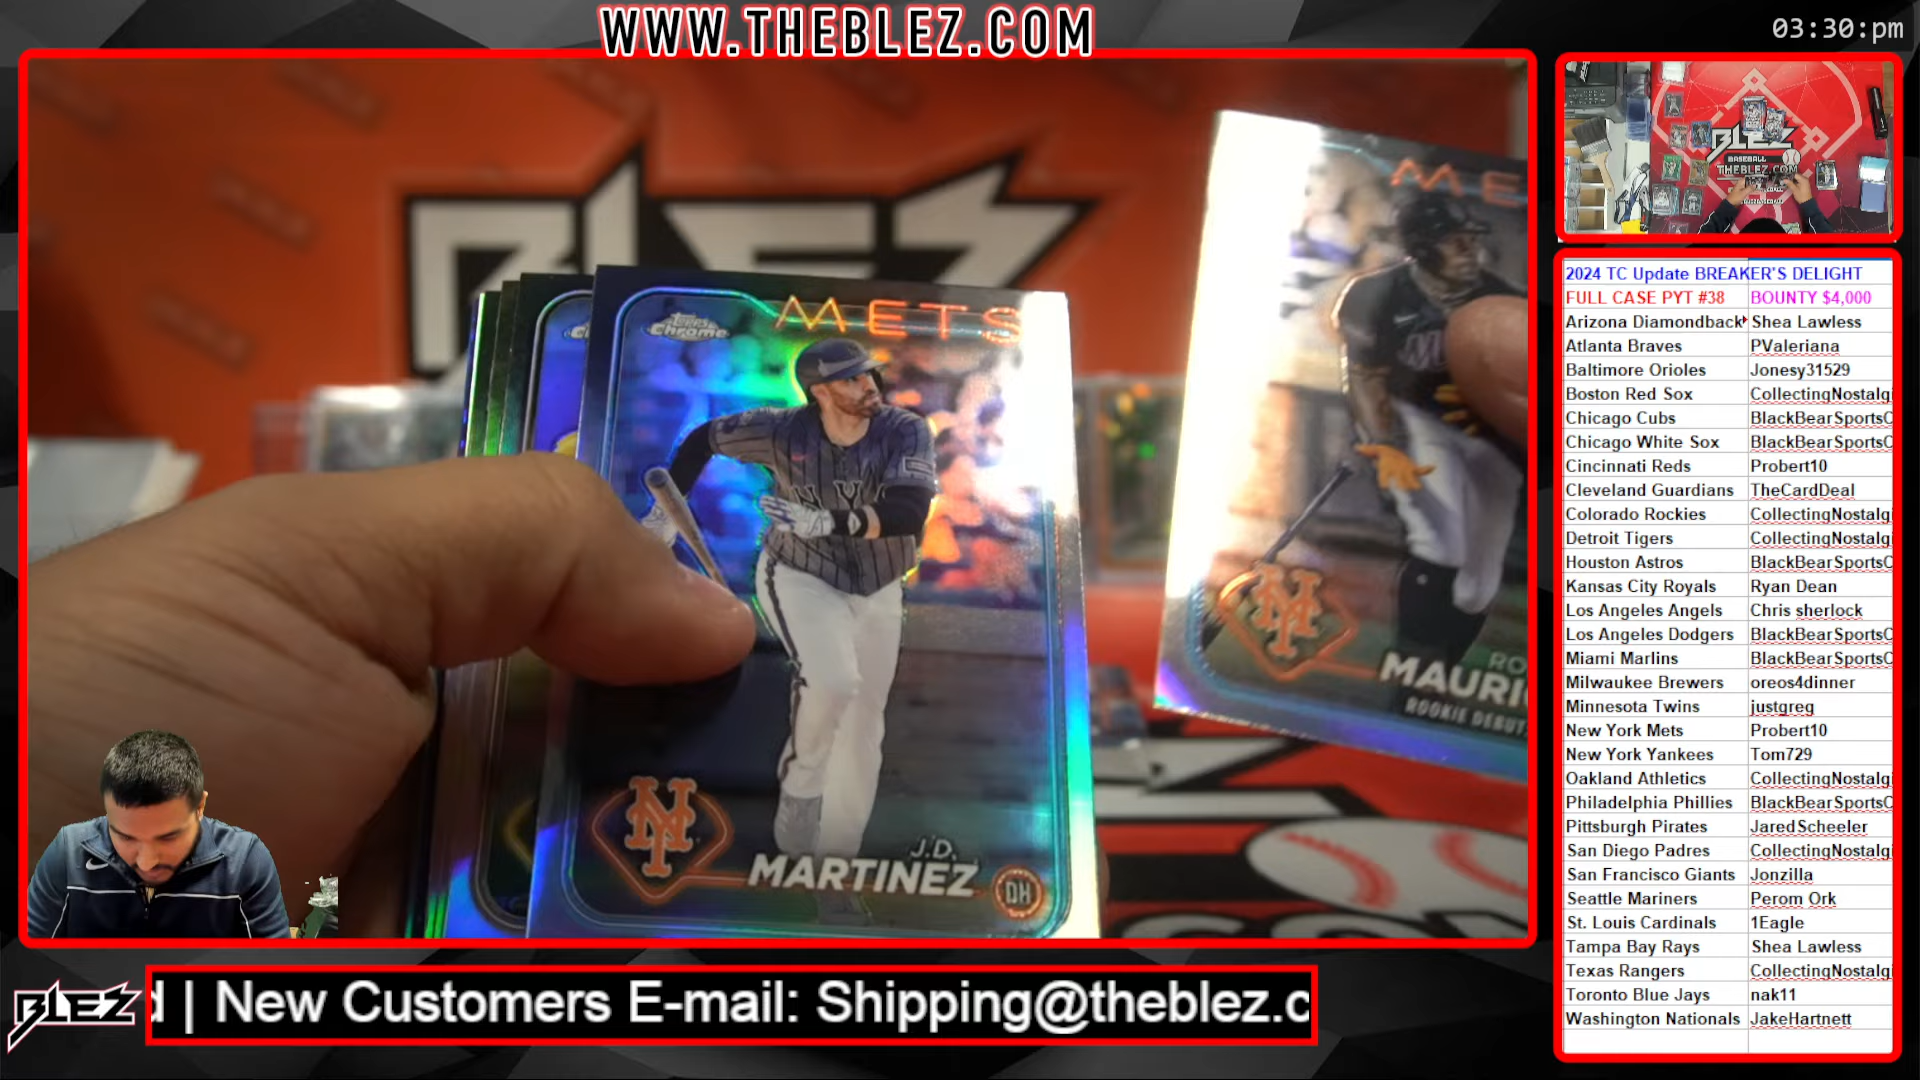 WWW.THEBLEZ.COM
03:30:pm
BLEZ
METS
Topps
Chrome
NY
J.D.
MARTINEZ
DH
ME
MAURI
ROOKIE DEBUT
BLEZ
BASEBALL
THEBLEZ.COM
2024 TC Update BREAKER'S DELIGHT
FULL CASE PYT #38 BOUNTY $4,000
Arizona Diamondback Shea Lawless
Atlanta Braves PValeriana
Baltimore Orioles Jonesy31529
Boston Red Sox CollectingNostalgi
Chicago Cubs BlackBearSportsC
Chicago White Sox BlackBearSportsC
Cincinnati Reds Probert10
Cleveland Guardians TheCardDeal
Colorado Rockies CollectingNostalgi
Detroit Tigers CollectingNostalgi
Houston Astros BlackBearSportsC
Kansas City Royals Ryan Dean
Los Angeles Angels Chris sherlock
Los Angeles Dodgers BlackBearSportsC
Miami Marlins BlackBearSportsC
Milwaukee Brewers oreos4dinner
Minnesota Twins justgreg
New York Mets Probert10
New York Yankees Tom729
Oakland Athletics CollectingNostalgi
Philadelphia Phillies BlackBearSportsC
Pittsburgh Pirates JaredScheeler
San Diego Padres CollectingNostalgi
San Francisco Giants Jonzilla
Seattle Mariners Perom Ork
St. Louis Cardinals 1Eagle
Tampa Bay Rays Shea Lawless
Texas Rangers CollectingNostalgi
Toronto Blue Jays nak11
Washington Nationals JakeHartnett
BLEZ
d | New Customers E-mail: Shipping@theblez.c